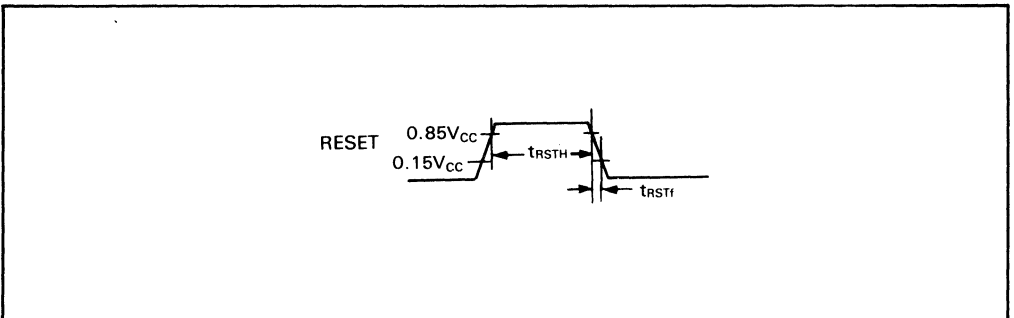 RESET
0.85VCC
0.15VCC
tRSTH
tRSTf